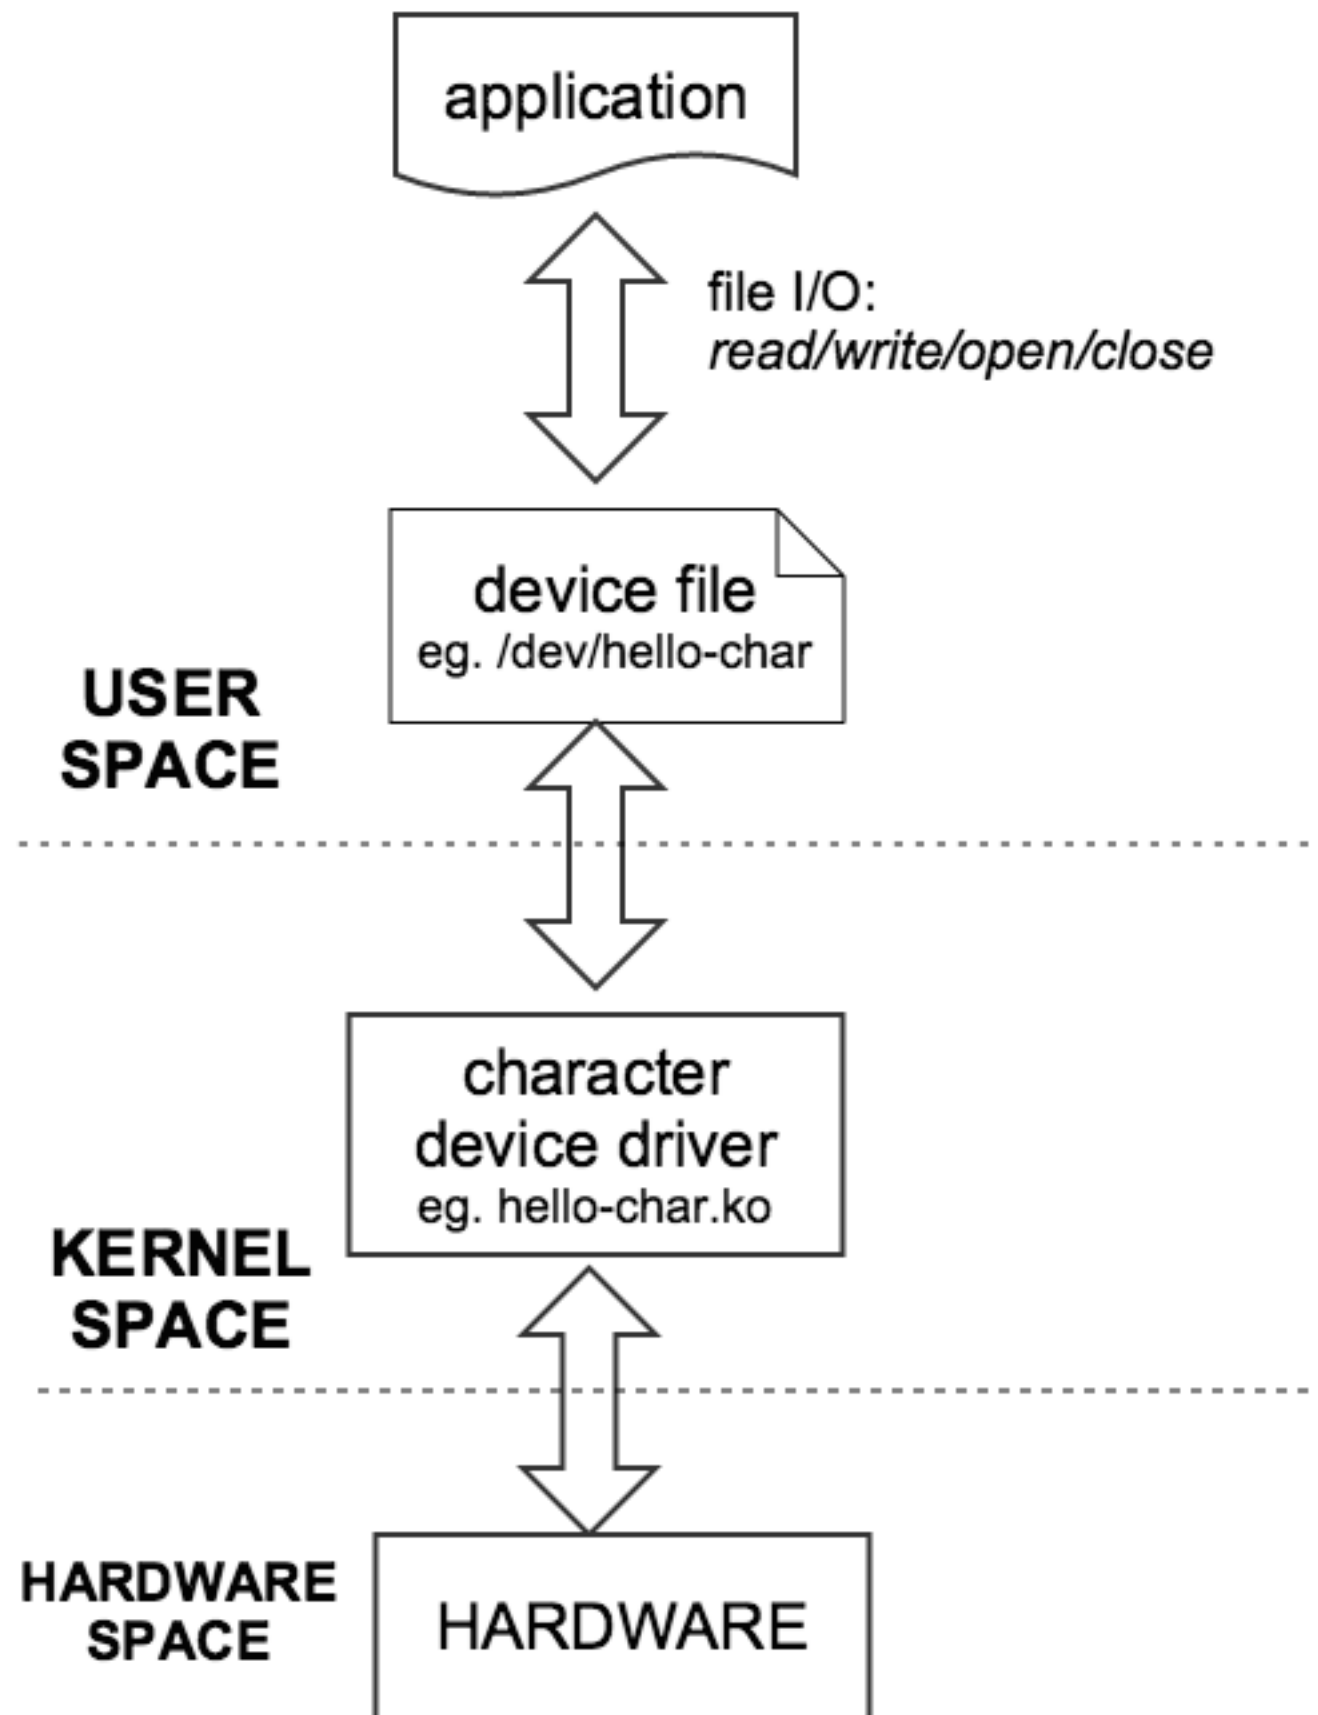 application
file I/O:
read/write/open/close
device file
eg. /dev/hello-char
USER
SPACE
character
device driver
eg. hello-char.ko
KERNEL
SPACE
HARDWARE
SPACE
HARDWARE